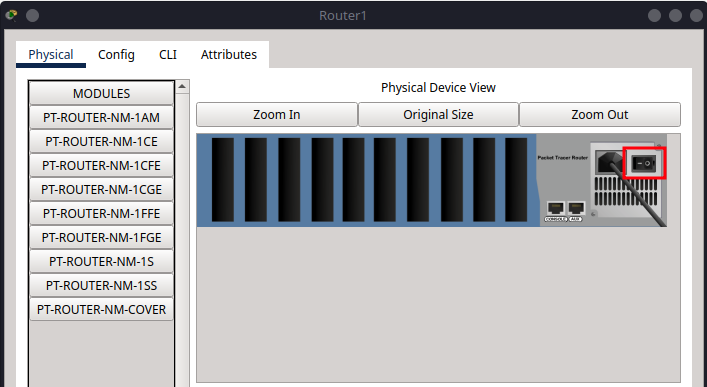 Router1
Physical
Config
CLI
Attributes
MODULES
PT-ROUTER-NM-1AM
PT-ROUTER-NM-1CE
PT-ROUTER-NM-1CFE
PT-ROUTER-NM-1CGE
PT-ROUTER-NM-1FFE
PT-ROUTER-NM-1FGE
PT-ROUTER-NM-1S
PT-ROUTER-NM-1SS
PT-ROUTER-NM-COVER
Physical Device View
Zoom In
Original Size
Zoom Out
Packet Tracer Router
CONSOLE
AUX